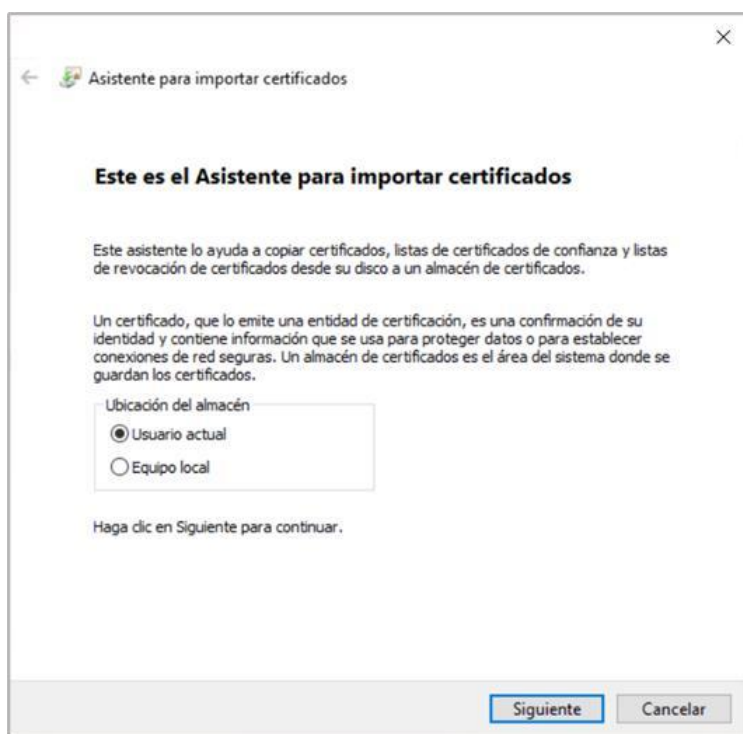 Asistente para importar certificados
Este es el Asistente para importar certificados
Este asistente lo ayuda a copiar certificados, listas de certificados de confianza y listas
de revocación de certificados desde su disco a un almacén de certificados.
Un certificado, que lo emite una entidad de certificación, es una confirmación de su
identidad y contiene información que se usa para proteger datos o para establecer
conexiones de red seguras. Un almacén de certificados es el área del sistema donde se
guardan los certificados.
Ubicación del almacén
Usuario actual
Equipo local
Haga clic en Siguiente para continuar.
Siguiente
Cancelar